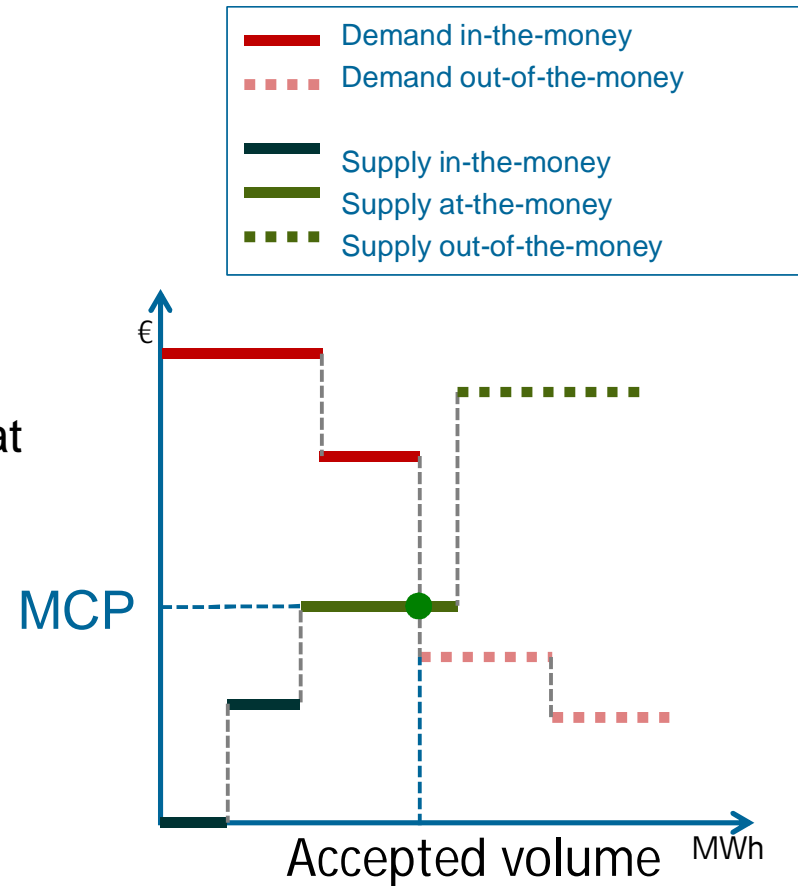 Demand in-the-money
Demand out-of-the-money
Supply in-the-money
Supply at-the-money
Supply out-of-the-money
€
at
MCP
Accepted volume
MWh